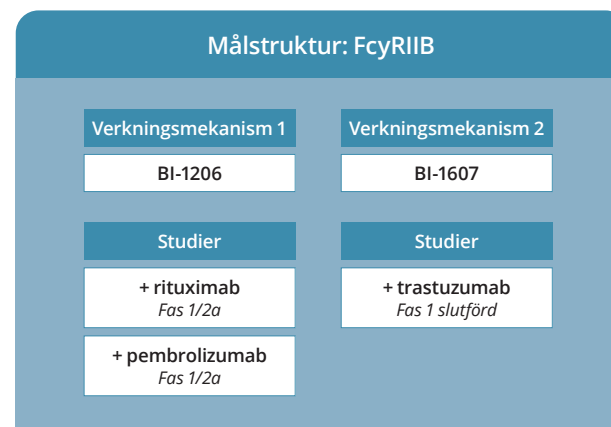 Målstruktur: FcyRIIB
Verkningsmekanism 1
BI-1206
Studier
+ rituximab
Fas 1/2a
+ pembrolizumab
Fas 1/2a
Verkningsmekanism 2
BI-1607
Studier
+ trastuzumab
Fas 1 slutförd